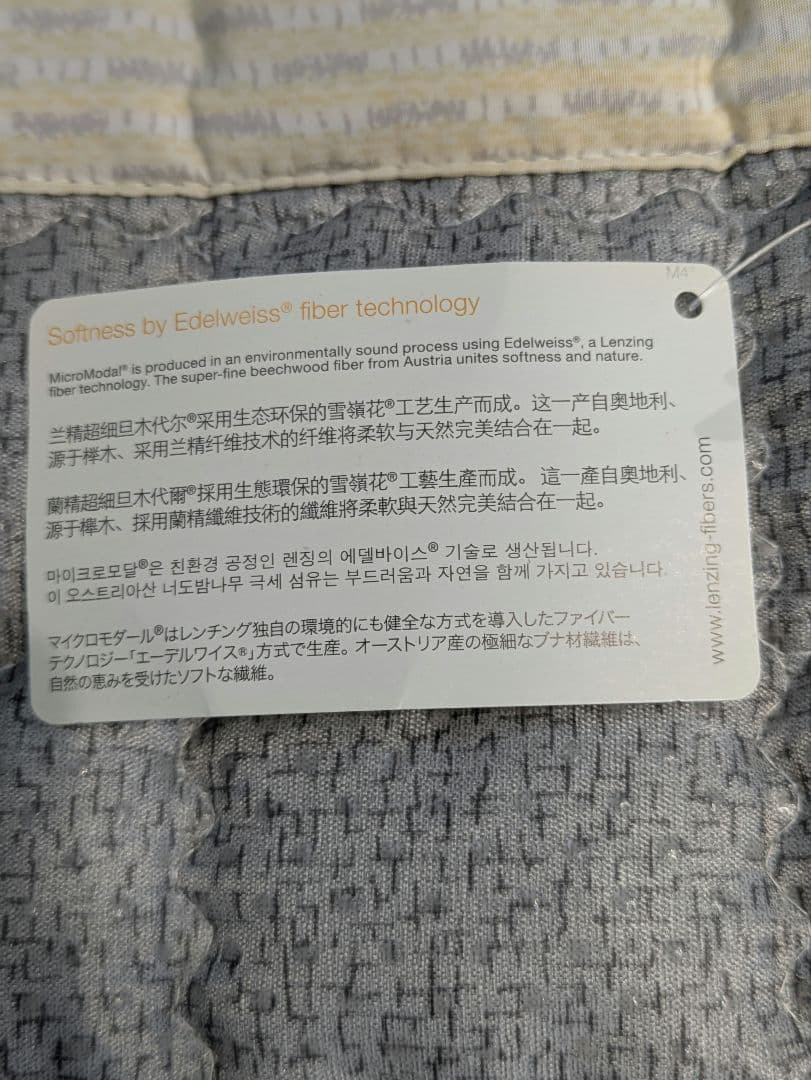 M4®
Softness by Edelweiss® fiber technology
MicroModal® is produced in an environmentally sound process using Edelweiss®, a Lenzing
fiber technology. The super-fine beechwood fiber from Austria unites softness and nature.
兰精超细旦木代尔®采用生态环保的雪嶺花®工艺生产而成。这一产自奥地利、
源于榉木、采用兰精纤维技术的纤维将柔软与天然完美结合在一起。
蘭精超細旦木代爾®採用生態環保的雪嶺花®工藝生產而成。 這一產自奧地利、
源于櫸木、採用蘭精纖維技術的纖維將柔軟與天然完美結合在一起。
마이크로모달®은 친환경 공정인 렌징의 에델바이스® 기술로 생산됩니다.
이 오스트리아산 너도밤나무 극세 섬유는 부드러움과 자연을 함께 가지고 있습니다.
マイクロモダール®はレンチング独自の環境的にも健全な方式を導入したファイバー
テクノロジー「エーデルワイス®」方式で生産。オーストリア産の極細なブナ材繊維は、
自然の恵みを受けたソフトな繊維。
www.lenzing-fibers.com